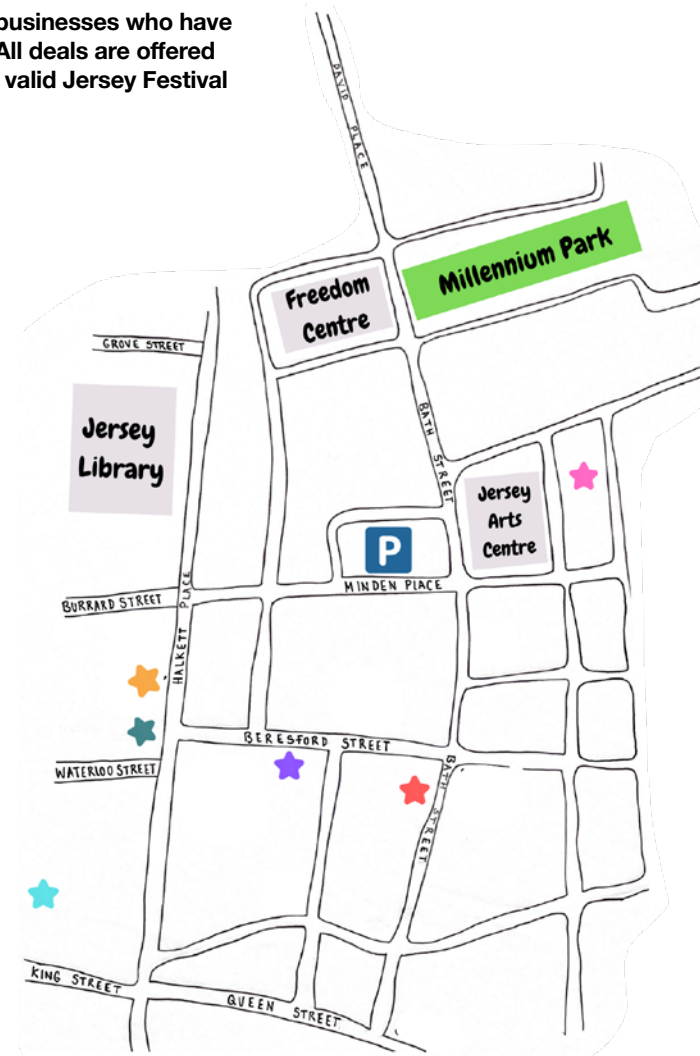 businesses who have
All deals are offered
valid Jersey Festival
DAVID PLACE
Millennium Park
Freedom
Centre
GROVE STREET
Jersey
Library
BATH STREET
Jersey
Arts
Centre
P
MINDEN PLACE
BURRARD STREET
HALKETT PLACE
BERESFORD STREET
WATERLOO STREET
BATH STREET
KING STREET
QUEEN STREET